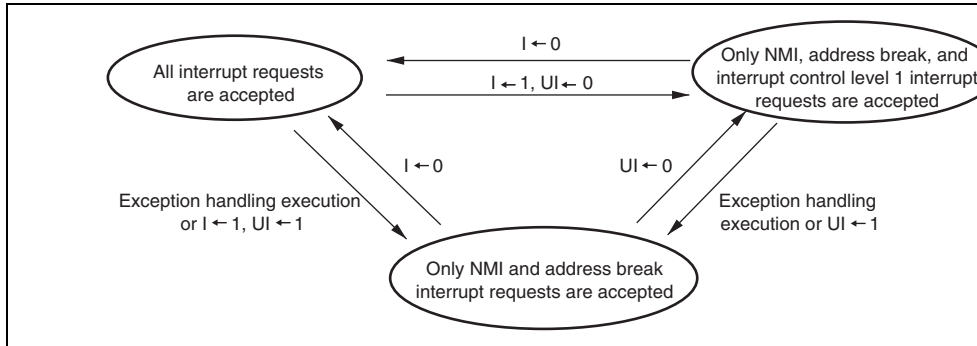 I ← 0
All interrupt requests
are accepted
I ← 1, UI ← 0
Only NMI, address break, and
interrupt control level 1 interrupt
requests are accepted
I ← 0
UI ← 0
Exception handling execution
or I ← 1, UI ← 1
Exception handling
execution or UI ← 1
Only NMI and address break
interrupt requests are accepted